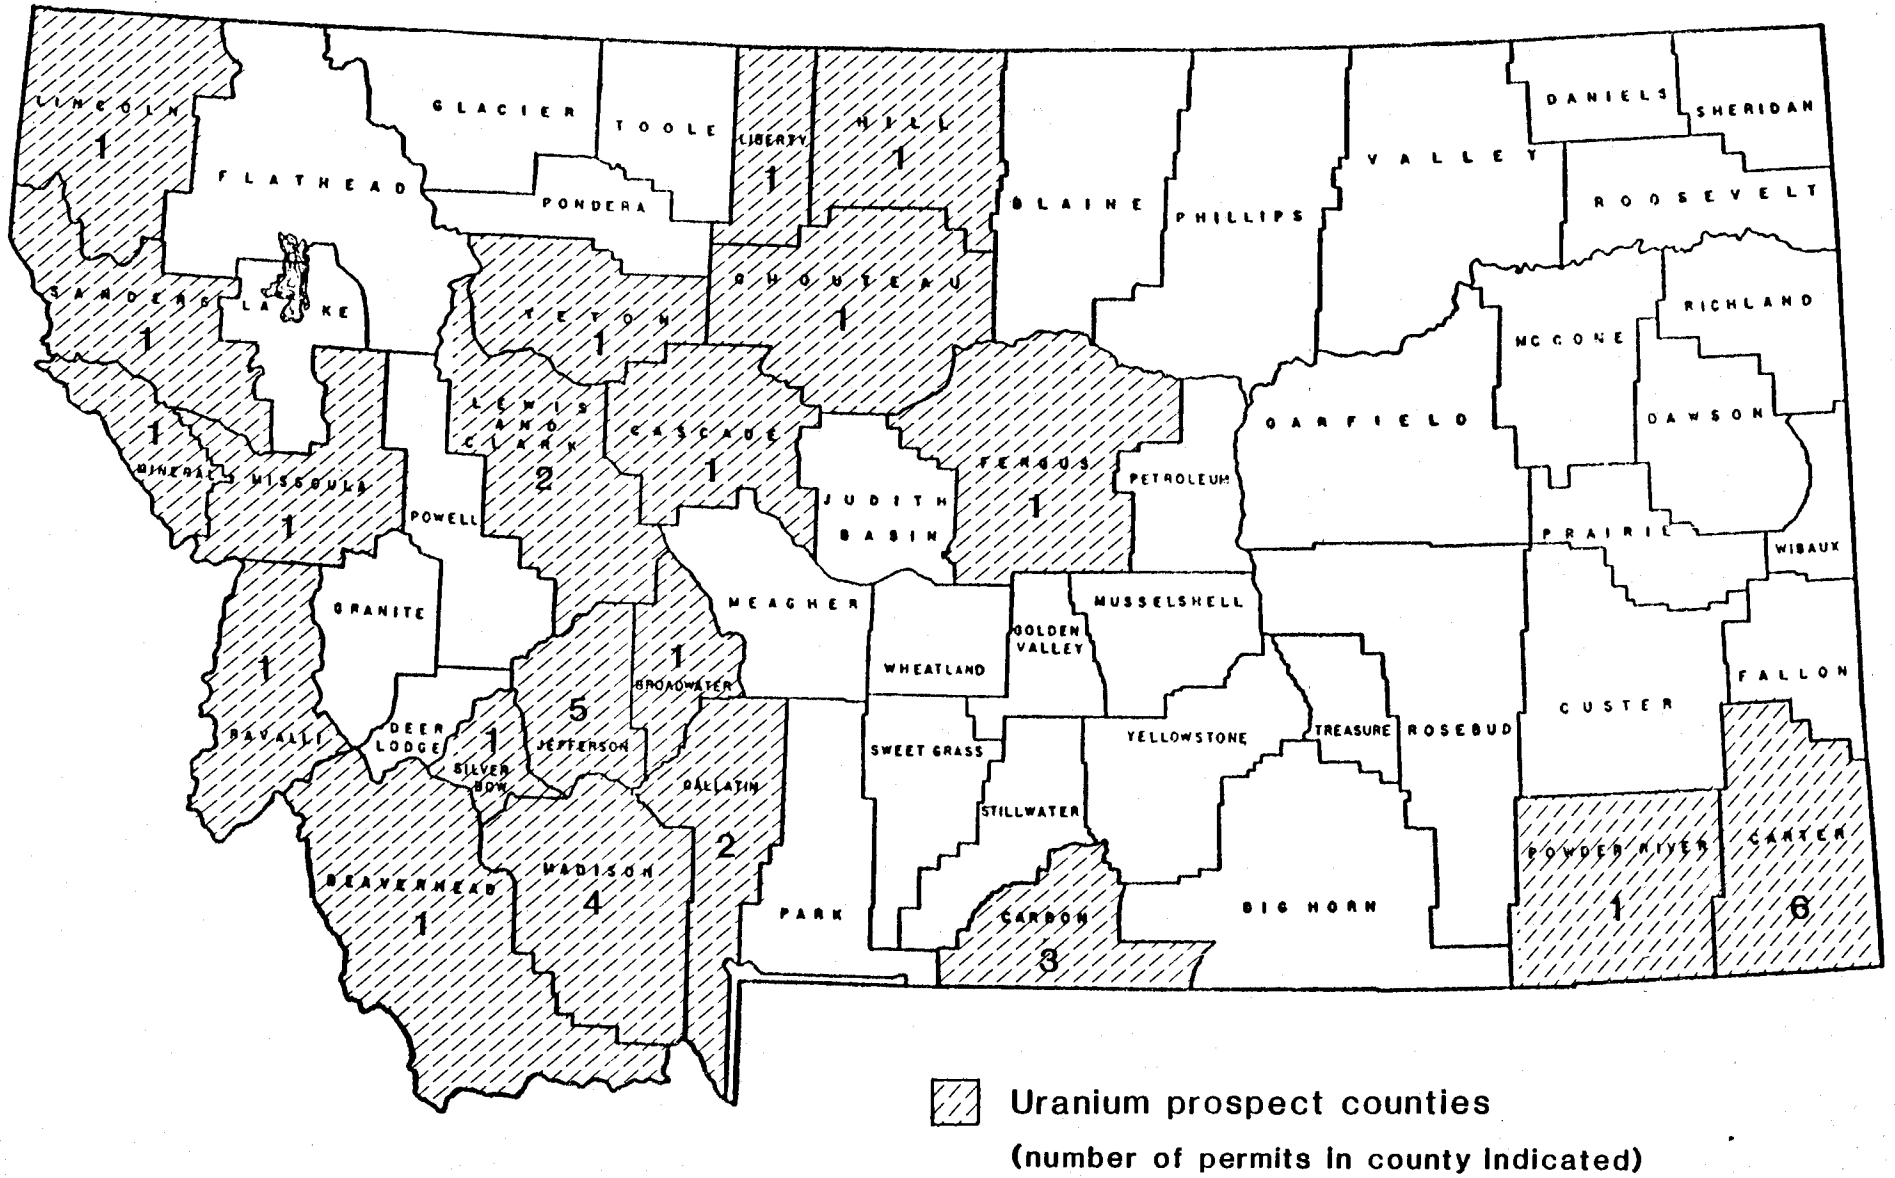 LINCOLN
1
FLATHEAD
GLACIER
TOOLE
LIBERTY
1
HILL
1
BLAINE
PHILLIPS
VALLEY
DANIELS
SHERIDAN
ROOSEVELT
PONDERA
SANDERS
1
LAKE
TETON
1
CHOUTEAU
1
MC CONE
RICHLAND
DAWSON
GARFIELD
LEWIS
AND
CLARK
2
CASCADE
1
FERGUS
1
PETROLEUM
JUDITH
BASIN
1
MINERAL
MISSOULA
1
POWELL
PRAIRIE
WIBAUX
GRANITE
MEAGHER
WHEATLAND
GOLDEN
VALLEY
MUSSELSHELL
1
RAVALLI
DEER
LODGE
1
SILVER
BOW
5
JEFFERSON
1
BROADWATER
GALLATIN
2
SWEET GRASS
STILLWATER
YELLOWSTONE
TREASURE
ROSEBUD
CUSTER
FALLON
BEAVERHEAD
1
MADISON
4
PARK
CARBON
3
BIG HORN
POWDER RIVER
1
CARTER
6
Uranium prospect counties
(number of permits in county indicated)